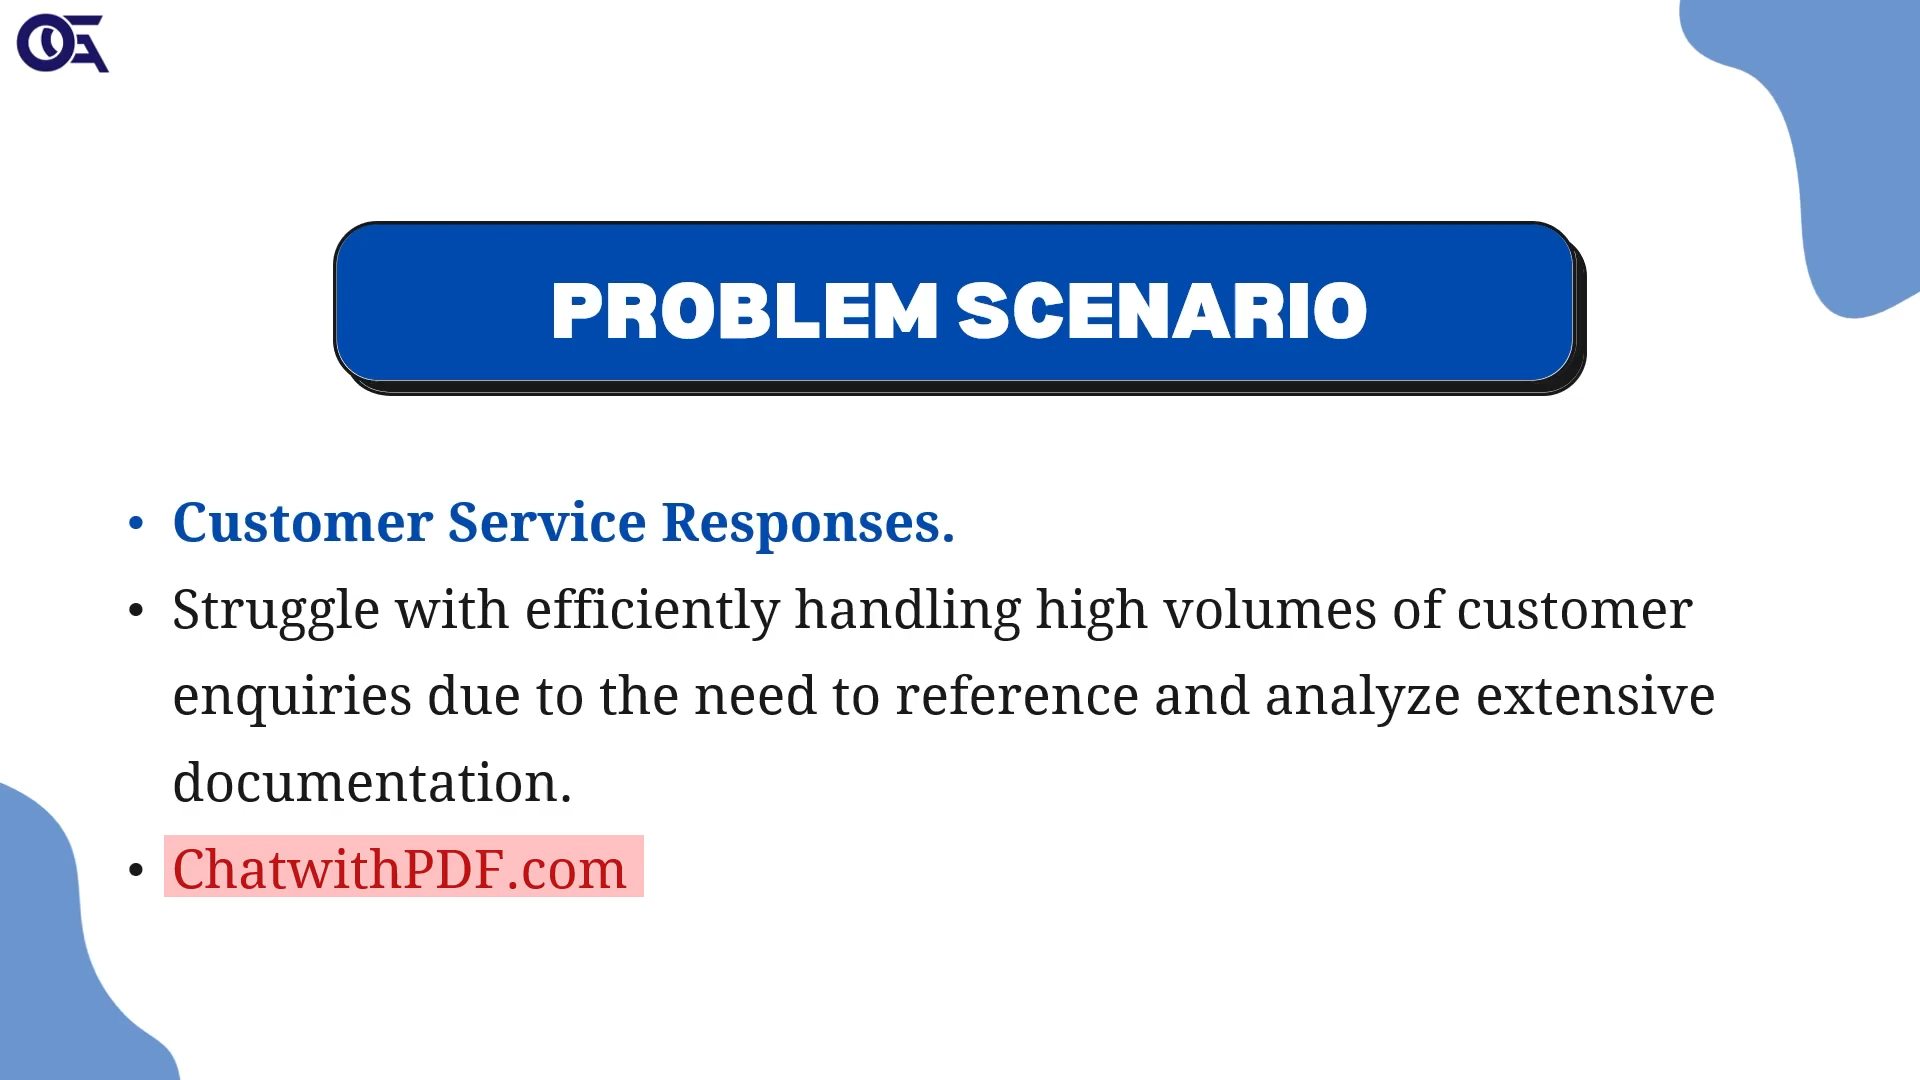 PROBLEM SCENARIO
• Customer Service Responses.
• Struggle with efficiently handling high volumes of customer
enquiries due to the need to reference and analyze extensive
documentation.
• ChatwithPDF.com